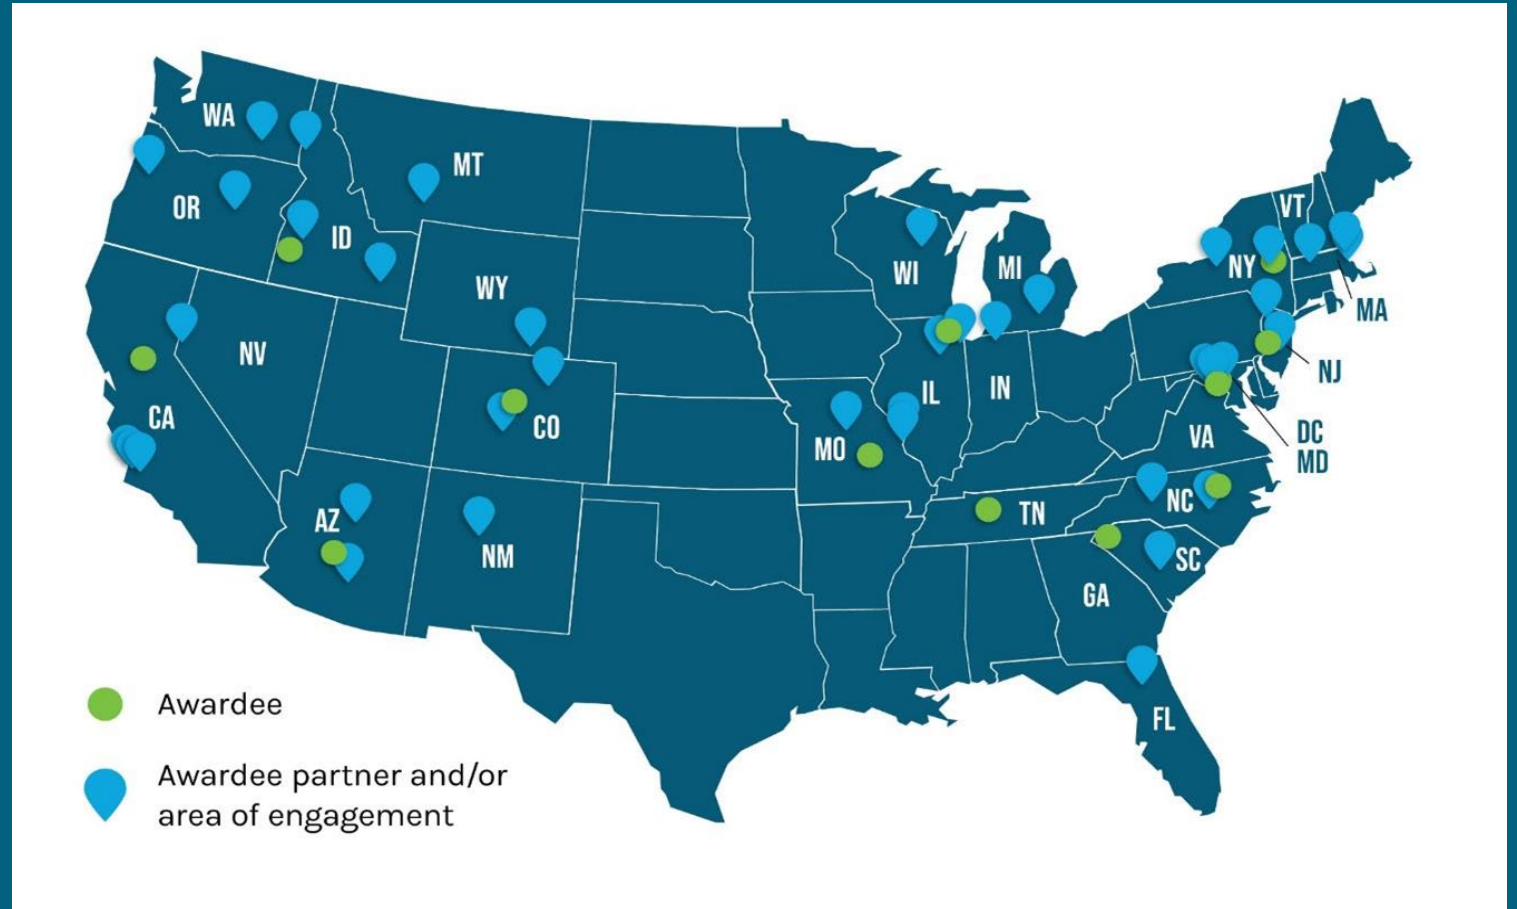 WA
MT
VT
OR
ID
WI
MI
NY
WY
MA
NV
NJ
IL
IN
CA
CO
MO
VA
DC
MD
AZ
NC
TN
NM
SC
GA
FL
Awardee
Awardee partner and/or
area of engagement